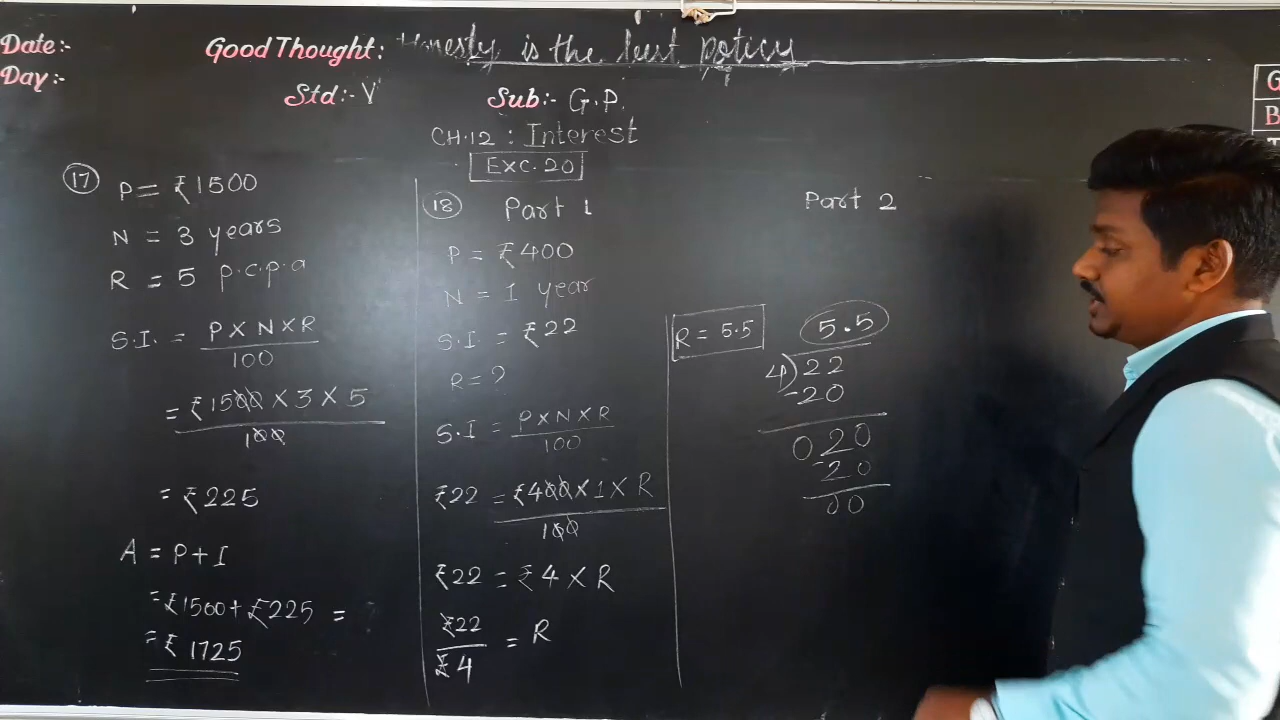 Date:-
Day:-
Good Thought: Honesty is the best policy
Std:- V
Sub:- G.P.
CH.12 : Interest
Exc.20
17
P = ₹1500
N = 3 years
R = 5 p.c.p.a
S.I. = P×N×R
100
= ₹1500 × 3 × 5
100
= ₹225
A = P+I
= ₹1500+₹225 =
= ₹ 1725
18 Part 1
P = ₹400
N = 1 year
S.I. = ₹22
R = ?
S.I = P×N×R
100
₹22 = ₹400 × 1 × R
100
₹22 = ₹4 × R
₹22
₹4
= R
Part 2
R = 5.5
5.5
4)22
-20
020
-20
00
G
B